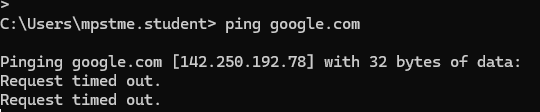 >
C:\Users\mpstme.student> ping google.com
Pinging google.com [142.250.192.78] with 32 bytes of data:
Request timed out.
Request timed out.